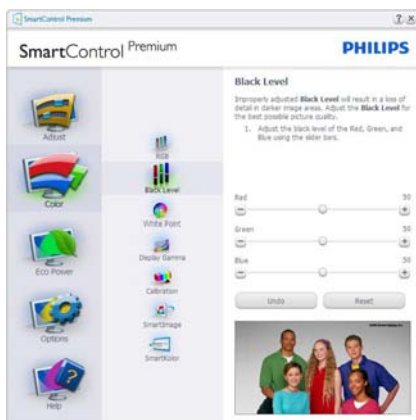 SmartControl Premium
SmartControl Premium
PHILIPS
Adjust
Color
Eco Power
Options
Help
RGB
Black Level
White Point
Display Gamma
Calibration
SmartImage
SmartKolor
Black Level
Improperly adjusted Black Level will result in a loss of
detail in darker image areas. Adjust the Black Level for
the best possible picture quality.
1. Adjust the black level of the Red, Green, and
Blue using the slider bars.
Red 50
Green 50
Blue 50
Undo Reset